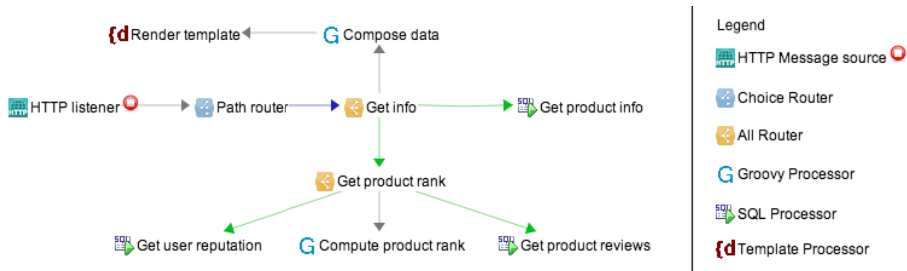 Render template
Compose data
HTTP listener
Path router
Get info
Get product info
Get product rank
Get user reputation
Compute product rank
Get product reviews
Legend
HTTP Message source
Choice Router
All Router
Groovy Processor
SQL Processor
Template Processor